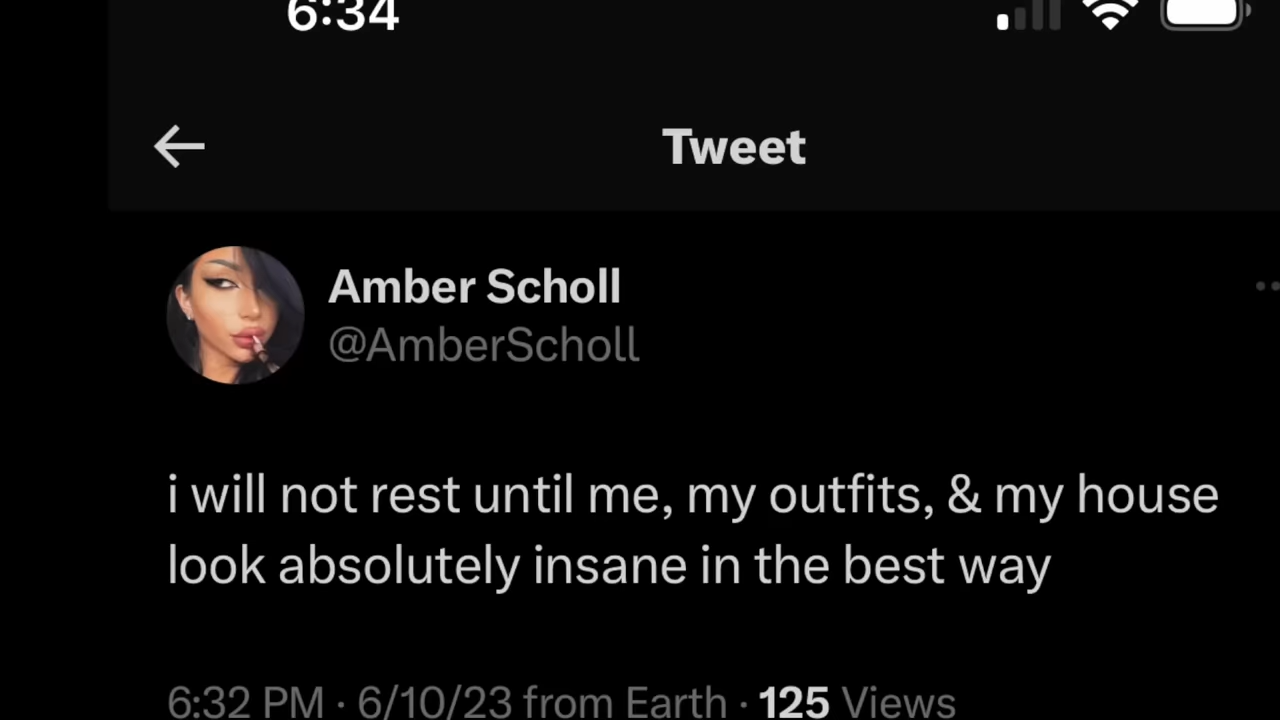 6:34
Tweet
Amber Scholl
@AmberScholl
i will not rest until me, my outfits, & my house
look absolutely insane in the best way
6:32 PM · 6/10/23 from Earth · 125 Views